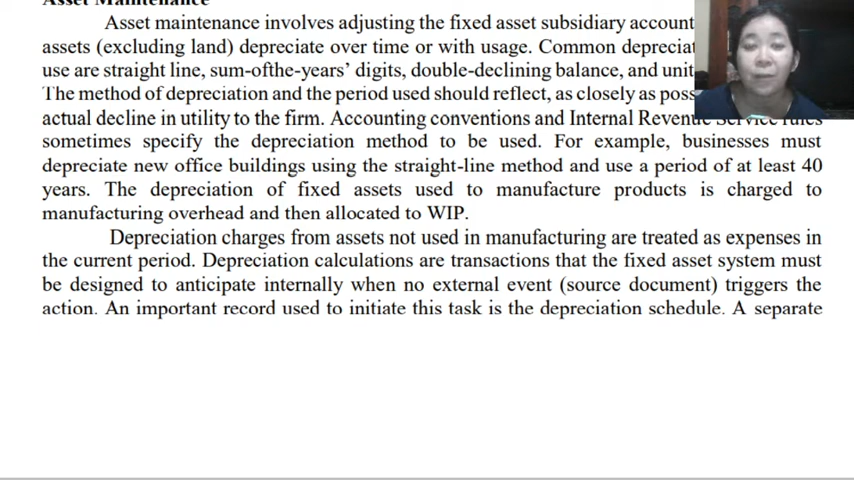 Asset Maintenance
Asset maintenance involves adjusting the fixed asset subsidiary account
assets (excluding land) depreciate over time or with usage. Common
use are straight line, sum-ofthe-years’ digits, double-declining balance, and
The method of depreciation and the period used should reflect, as closely as
actual decline in utility to the firm. Accounting conventions and Internal Revenue Service rules
sometimes specify the depreciation method to be used. For example, businesses must
depreciate new office buildings using the straight-line method and use a period of at least 40
years. The depreciation of fixed assets used to manufacture products is charged to
manufacturing overhead and then allocated to WIP.
Depreciation charges from assets not used in manufacturing are treated as expenses in
the current period. Depreciation calculations are transactions that the fixed asset system must
be designed to anticipate internally when no external event (source document) triggers the
action. An important record used to initiate this task is the depreciation schedule. A separate